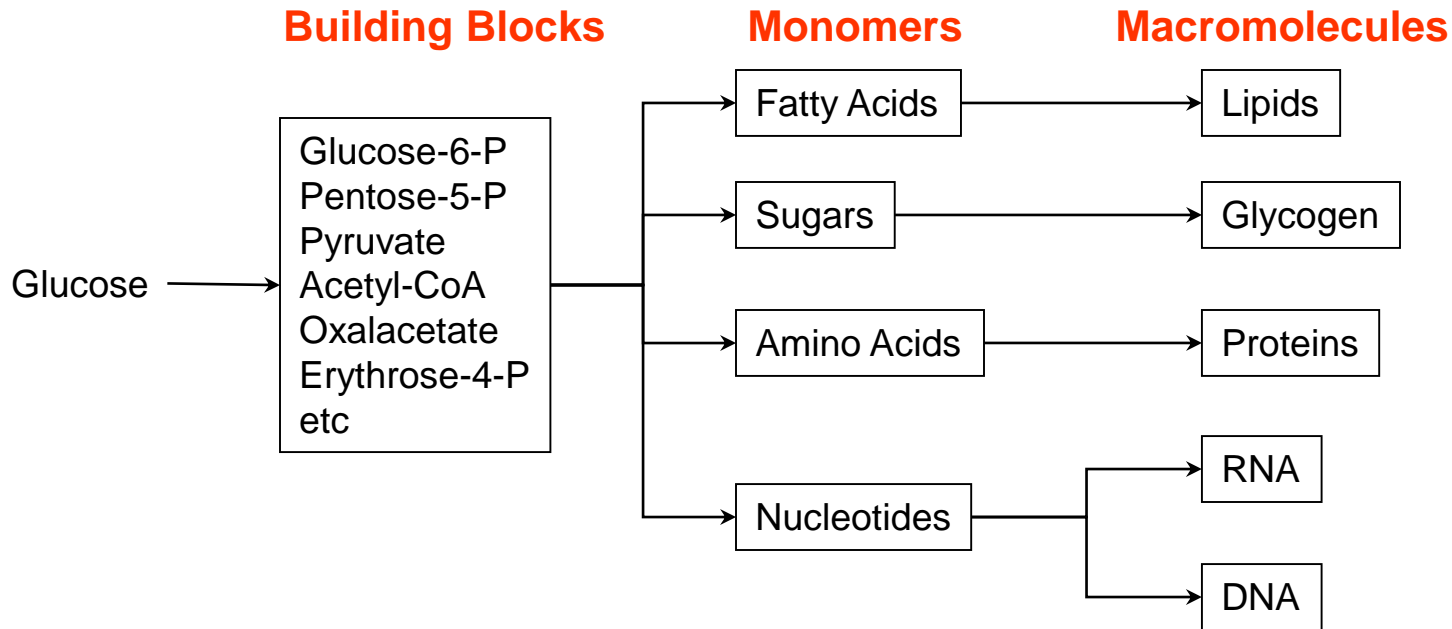 Building Blocks
Monomers
Macromolecules
Glucose
Glucose-6-P
Pentose-5-P
Pyruvate
Acetyl-CoA
Oxalacetate
Erythrose-4-P
etc
Fatty Acids
Lipids
Sugars
Glycogen
Amino Acids
Proteins
Nucleotides
RNA
DNA